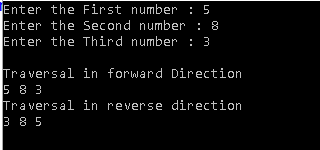 Enter the First number : 5
Enter the Second number : 8
Enter the Third number : 3
Traversal in forward Direction
5 8 3
Traversal in reverse direction
3 8 5